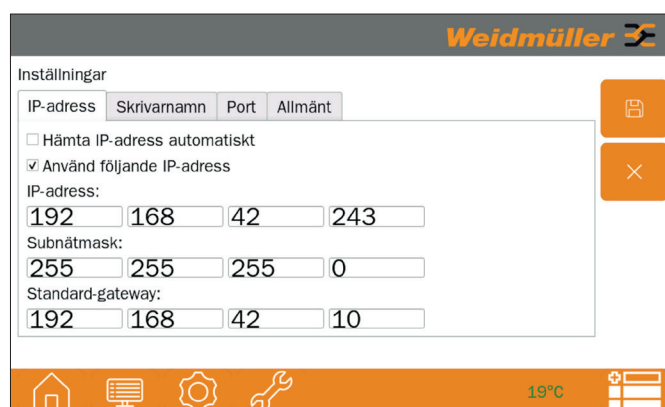 Weidmüller
Inställningar
IP-adress Skrivarnamn Port Allmänt
Hämta IP-adress automatiskt
Använd följande IP-adress
IP-adress:
192 168 42 243
Subnätmask:
255 255 255 0
Standard-gateway:
192 168 42 10
19°C